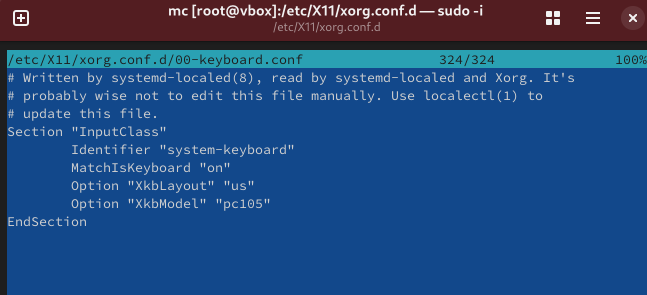 mc [root@vbox]:/etc/X11/xorg.conf.d — sudo -i
/etc/X11/xorg.conf.d
/etc/X11/xorg.conf.d/00-keyboard.conf 324/324 100%
# Written by systemd-localed(8), read by systemd-localed and Xorg. It's
# probably wise not to edit this file manually. Use localectl(1) to
# update this file.
Section "InputClass"
        Identifier "system-keyboard"
        MatchIsKeyboard "on"
        Option "XkbLayout" "us"
        Option "XkbModel" "pc105"
EndSection